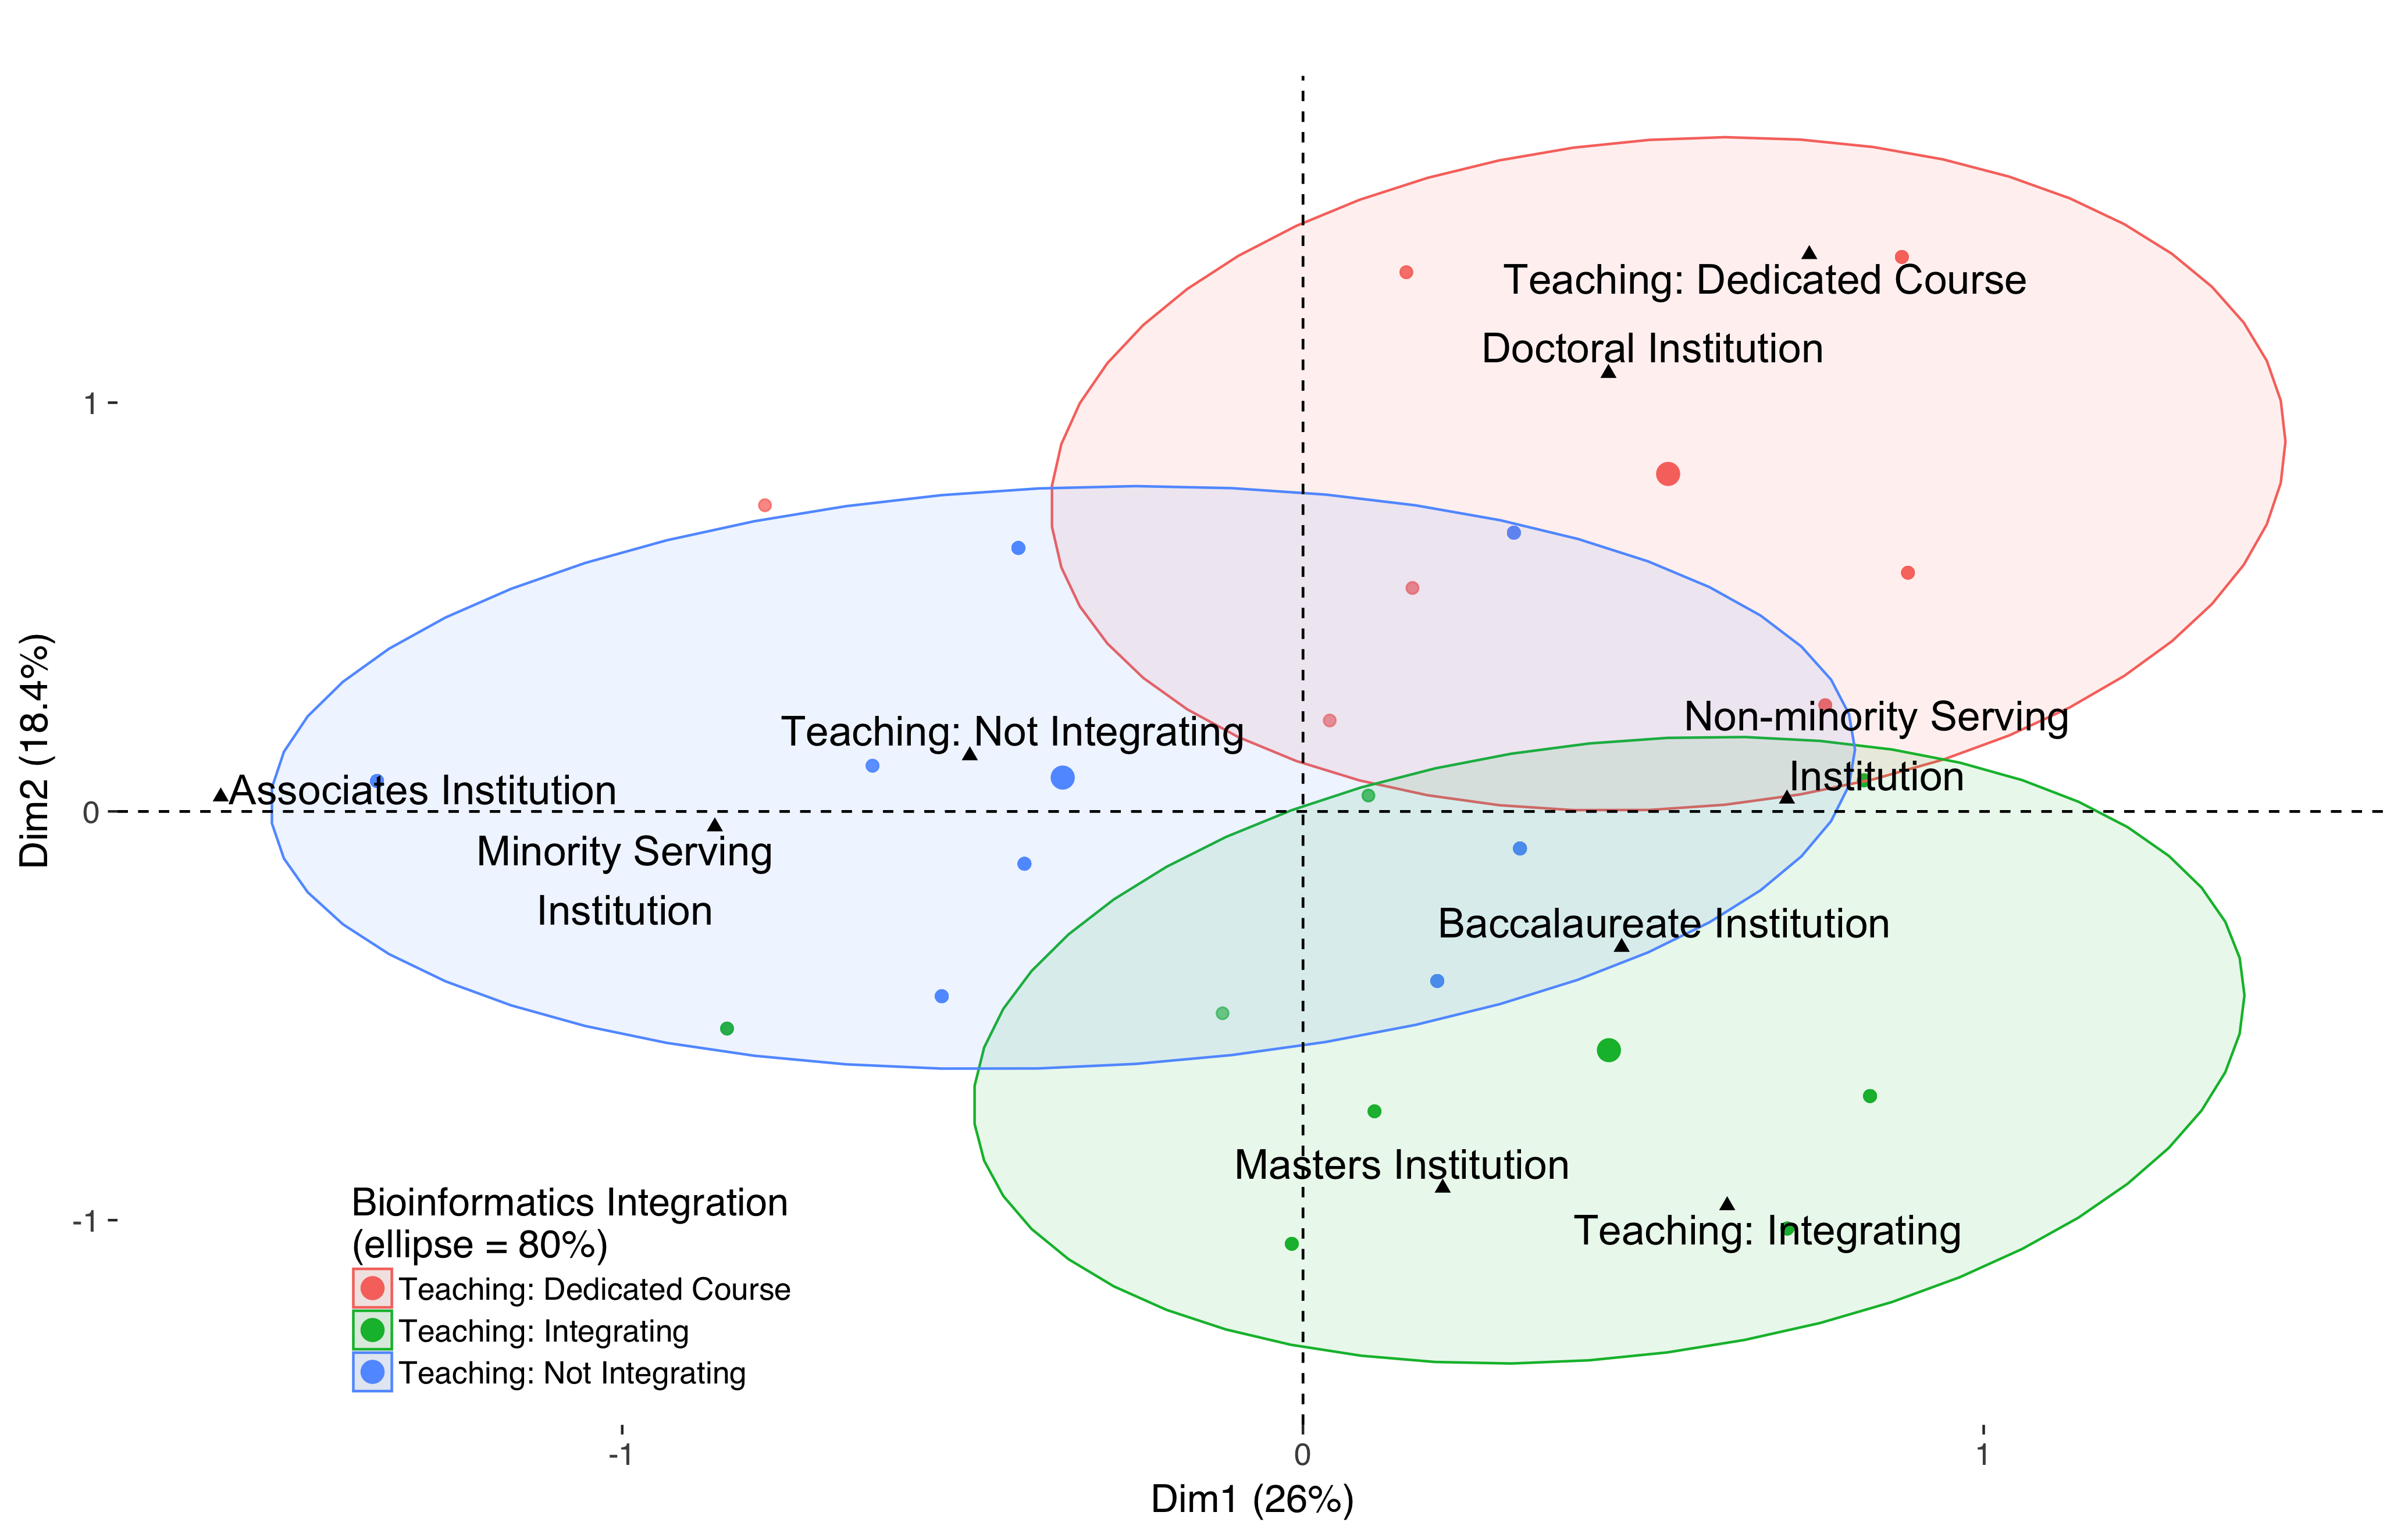 Teaching: Dedicated Course
Doctoral Institution
1
Non-minority Serving
Institution
Teaching: Not Integrating
Associates Institution
0
Minority Serving
Institution
Baccalaureate Institution
Masters Institution
Teaching: Integrating
-1
Dim2 (18.4%)
Bioinformatics Integration
(ellipse = 80%)
Teaching: Dedicated Course
Teaching: Integrating
Teaching: Not Integrating
-1
0
1
Dim1 (26%)